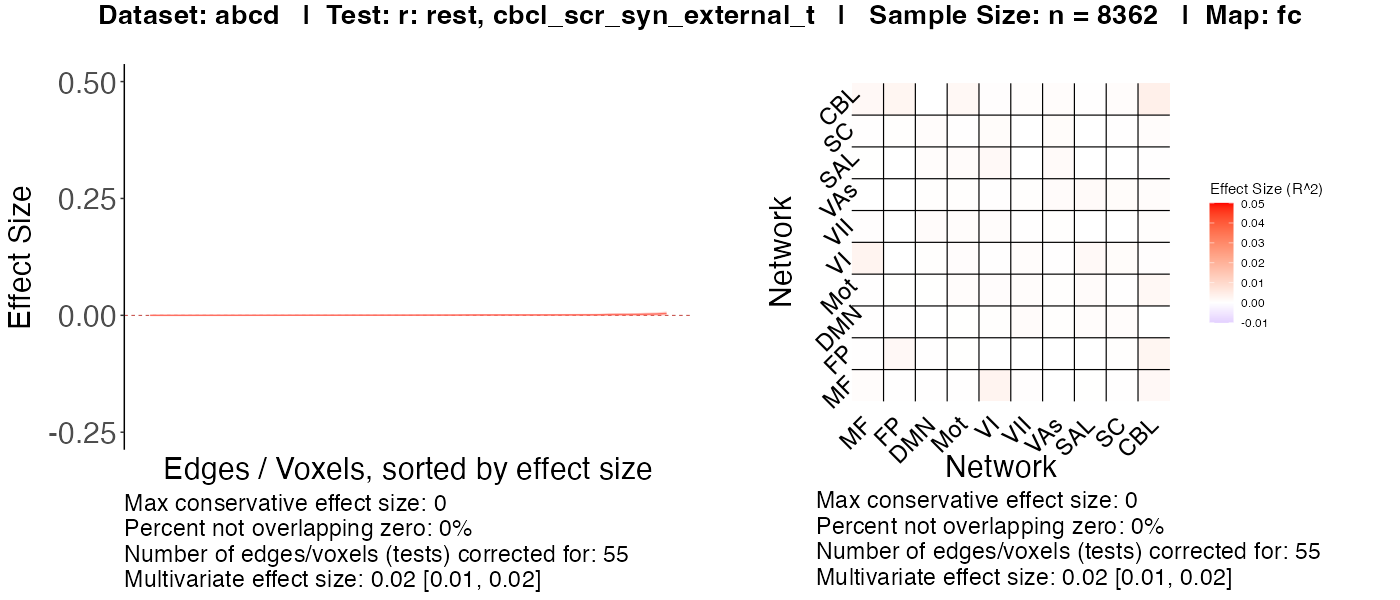 Dataset: abcd | Test: r: rest, cbcl_scr_syn_external_t | Sample Size: n = 8362 | Map: fc
Effect Size
0.50
0.25
0.00
-0.25
Edges / Voxels, sorted by effect size
Max conservative effect size: 0
Percent not overlapping zero: 0%
Number of edges/voxels (tests) corrected for: 55
Multivariate effect size: 0.02 [0.01, 0.02]
Network
CBL
SC
SAL
VAs
VII
VI
Mot
DMN
FP
MF
MF FP DMN Mot VI VII VAs SAL SC CBL
Network
Effect Size (R^2)
0.05
0.04
0.03
0.02
0.01
0.00
-0.01
Max conservative effect size: 0
Percent not overlapping zero: 0%
Number of edges/voxels (tests) corrected for: 55
Multivariate effect size: 0.02 [0.01, 0.02]